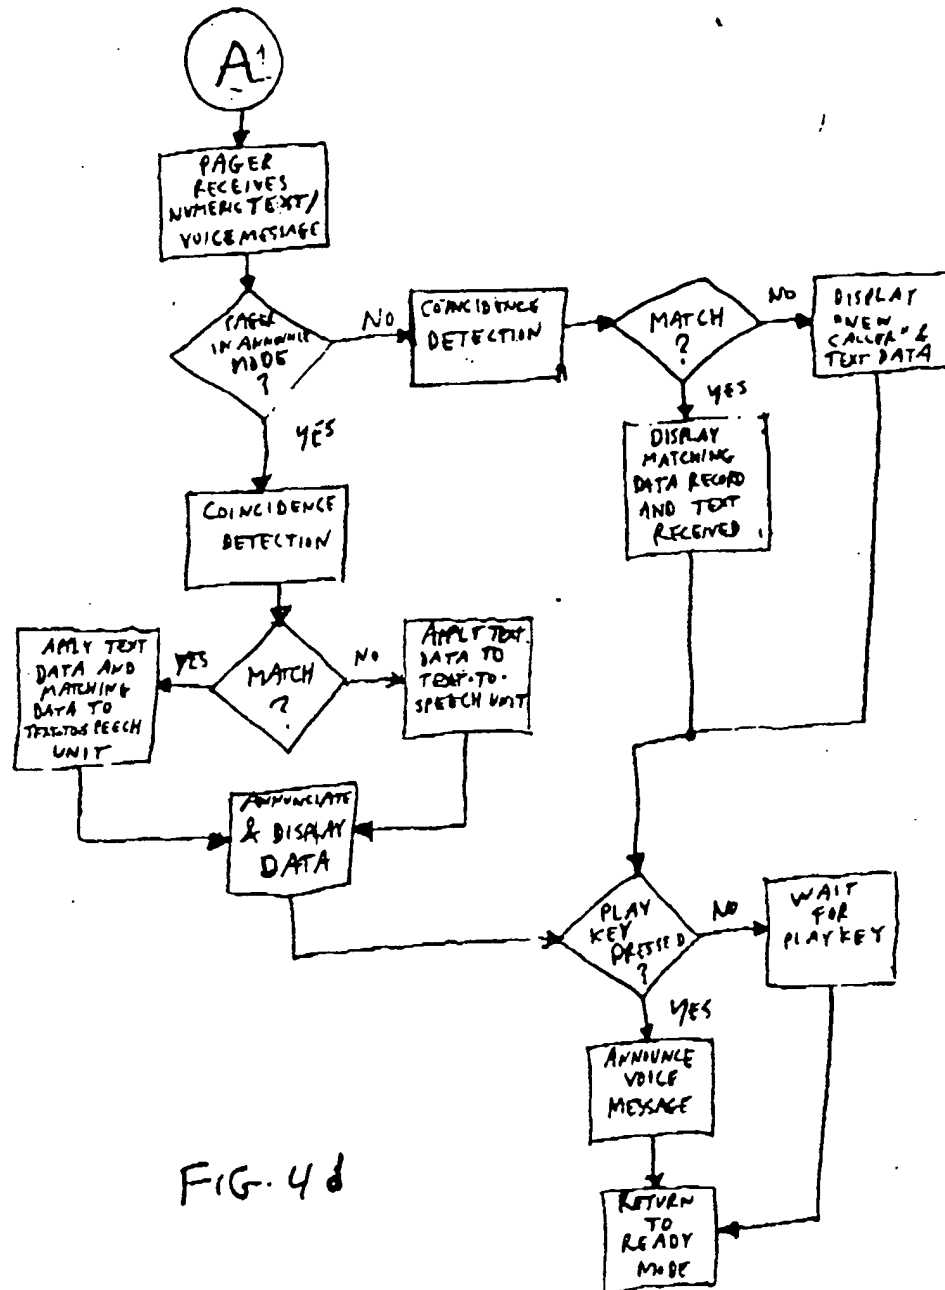 A1
PAGER
RECEIVES
NUMERIC TEXT/
VOICE MESSAGE
PAGER
IN ANNOUNCE
MODE
?
NO
COINCIDENCE
DETECTION
MATCH
?
NO
DISPLAY
"NEW
CALLER" &
TEXT DATA
YES
DISPLAY
MATCHING
DATA RECORD
AND TEXT
RECEIVED
YES
COINCIDENCE
DETECTION
MATCH
?
YES
APPLY TEXT
DATA AND
MATCHING
DATA TO
TEXT-TO-SPEECH
UNIT
NO
APPLY TEXT
DATA TO
TEXT-TO-
SPEECH UNIT
ANNUNCIATE
& DISPLAY
DATA
PLAY
KEY
PRESSED
?
NO
WAIT
FOR
PLAY KEY
YES
ANNOUNCE
VOICE
MESSAGE
RETURN
TO
READY
MODE
FIG. 4d